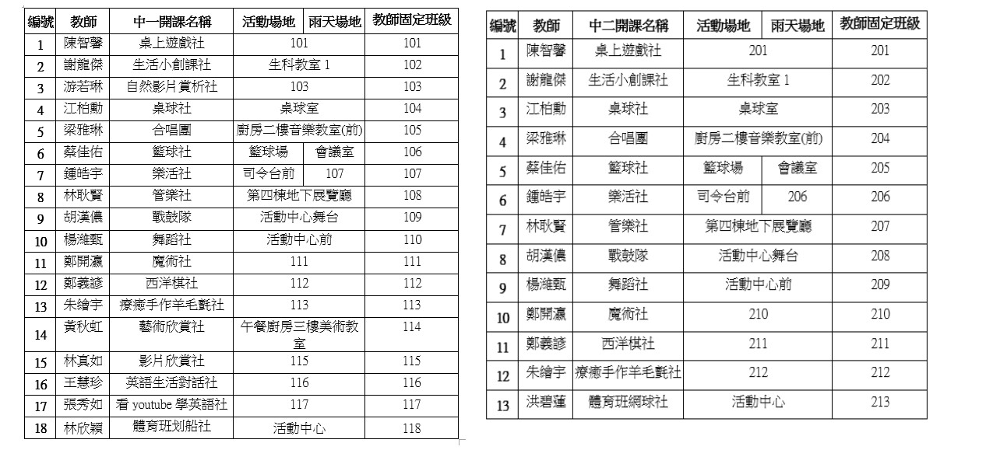 編號 教師 中一開課名稱 活動場地 雨天場地 教師固定班級
1 陳智馨 桌上遊戲社 101 101
2 謝龍傑 生活小創課社 生科教室 1 102
3 游若琳 自然影片賞析社 103 103
4 江柏勳 桌球社 桌球室 104
5 梁雅琳 合唱團 廚房二樓音樂教室(前) 105
6 蔡佳佑 籃球社 籃球場 會議室 106
7 鍾皓宇 樂活社 司令台前 107 107
8 林耿賢 管樂社 第四棟地下展覽廳 108
9 胡漢儂 戰鼓隊 活動中心舞台 109
10 楊濰甄 舞蹈社 活動中心前 110
11 鄭開瀛 魔術社 111 111
12 鄭義諺 西洋棋社 112 112
13 朱繪宇 療癒手作羊毛氈社 113 113
14 黃秋虹 藝術欣賞社 午餐廚房三樓美術教
室 114
15 林真如 影片欣賞社 115 115
16 王慧珍 英語生活對話社 116 116
17 張秀如 看 youtube 學英語社 117 117
18 林欣穎 體育班划船社 活動中心 118
編號 教師 中二開課名稱 活動場地 雨天場地 教師固定班級
1 陳智馨 桌上遊戲社 201 201
2 謝龍傑 生活小創課社 生科教室 1 202
3 江柏勳 桌球社 桌球室 203
4 梁雅琳 合唱團 廚房二樓音樂教室(前) 204
5 蔡佳佑 籃球社 籃球場 會議室 205
6 鍾皓宇 樂活社 司令台前 206 206
7 林耿賢 管樂社 第四棟地下展覽廳 207
8 胡漢儂 戰鼓隊 活動中心舞台 208
9 楊濰甄 舞蹈社 活動中心前 209
10 鄭開瀛 魔術社 210 210
11 鄭義諺 西洋棋社 211 211
12 朱繪宇 療癒手作羊毛氈社 212 212
13 洪碧蓮 體育班網球社 活動中心 213